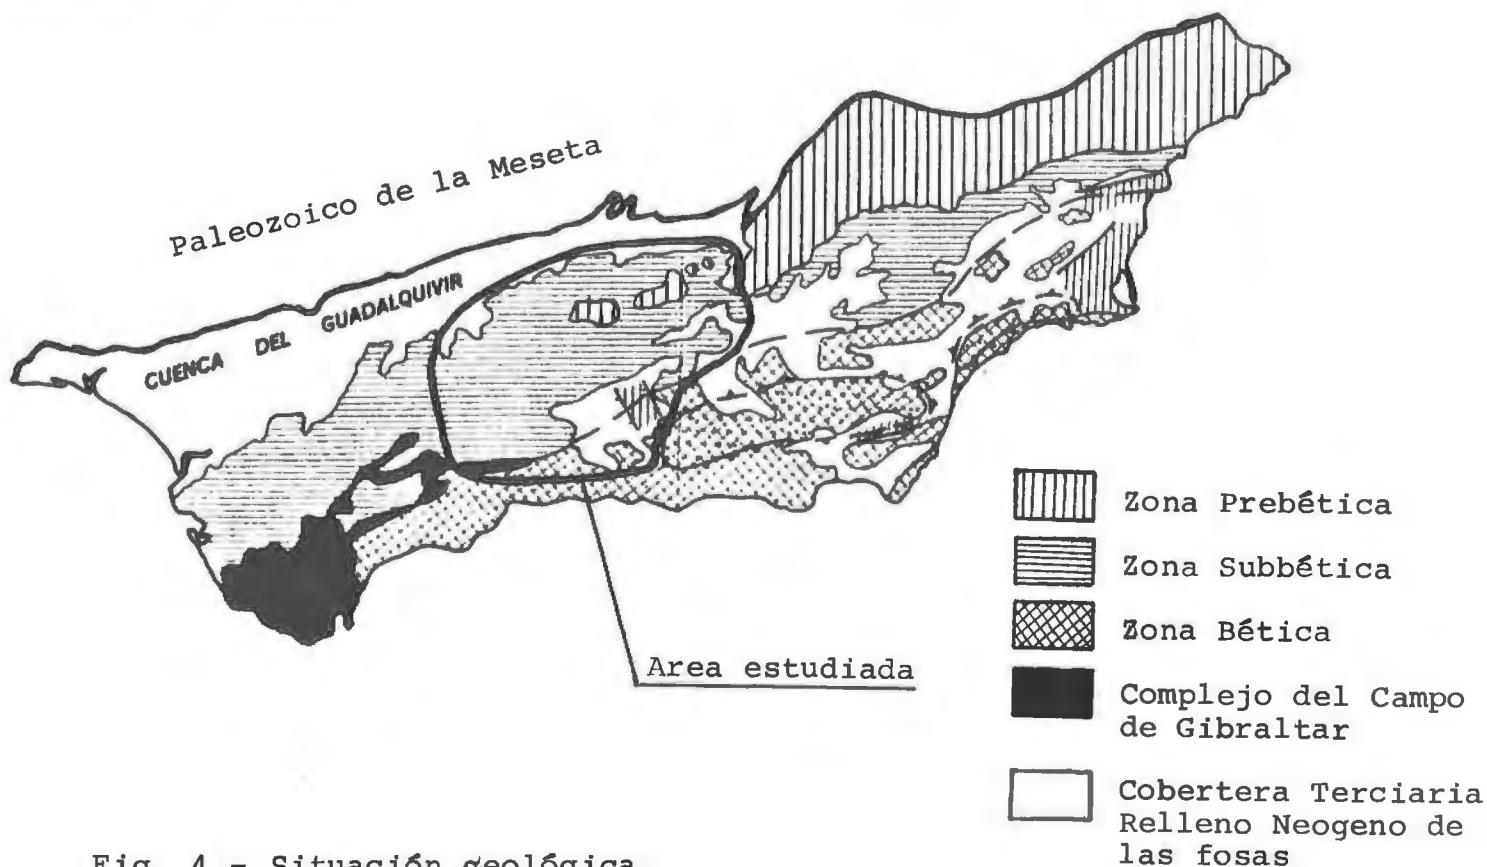 Paleozoico de la Meseta
CUENCA DEL GUADALQUIVIR
Area estudiada
Zona Prebética
Zona Subbética
Zona Bética
Complejo del Campo
de Gibraltar
Cobertera Terciaria
Relleno Neogeno de
las fosas
Fig. 4 - Situación geológica